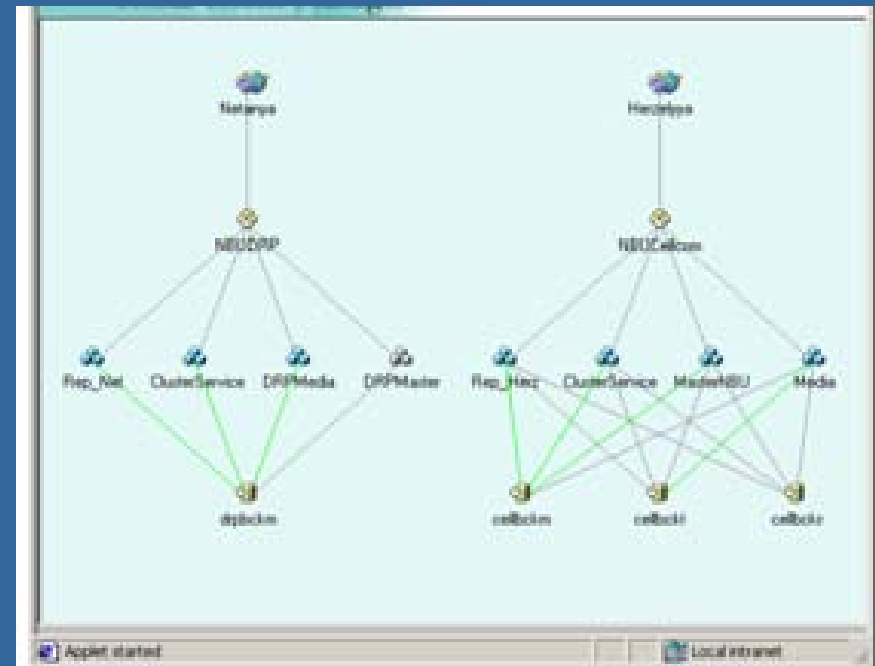 Netanya
Herzeliyya
NBUDRP
NBUCellcom
Rep_Net ClusterService DRPMedia DRPMaster
Rep_Herz ClusterService MasterNBU Media
drpbckm
cellbckm cellbckl cellbckr
Applet started
Local intranet